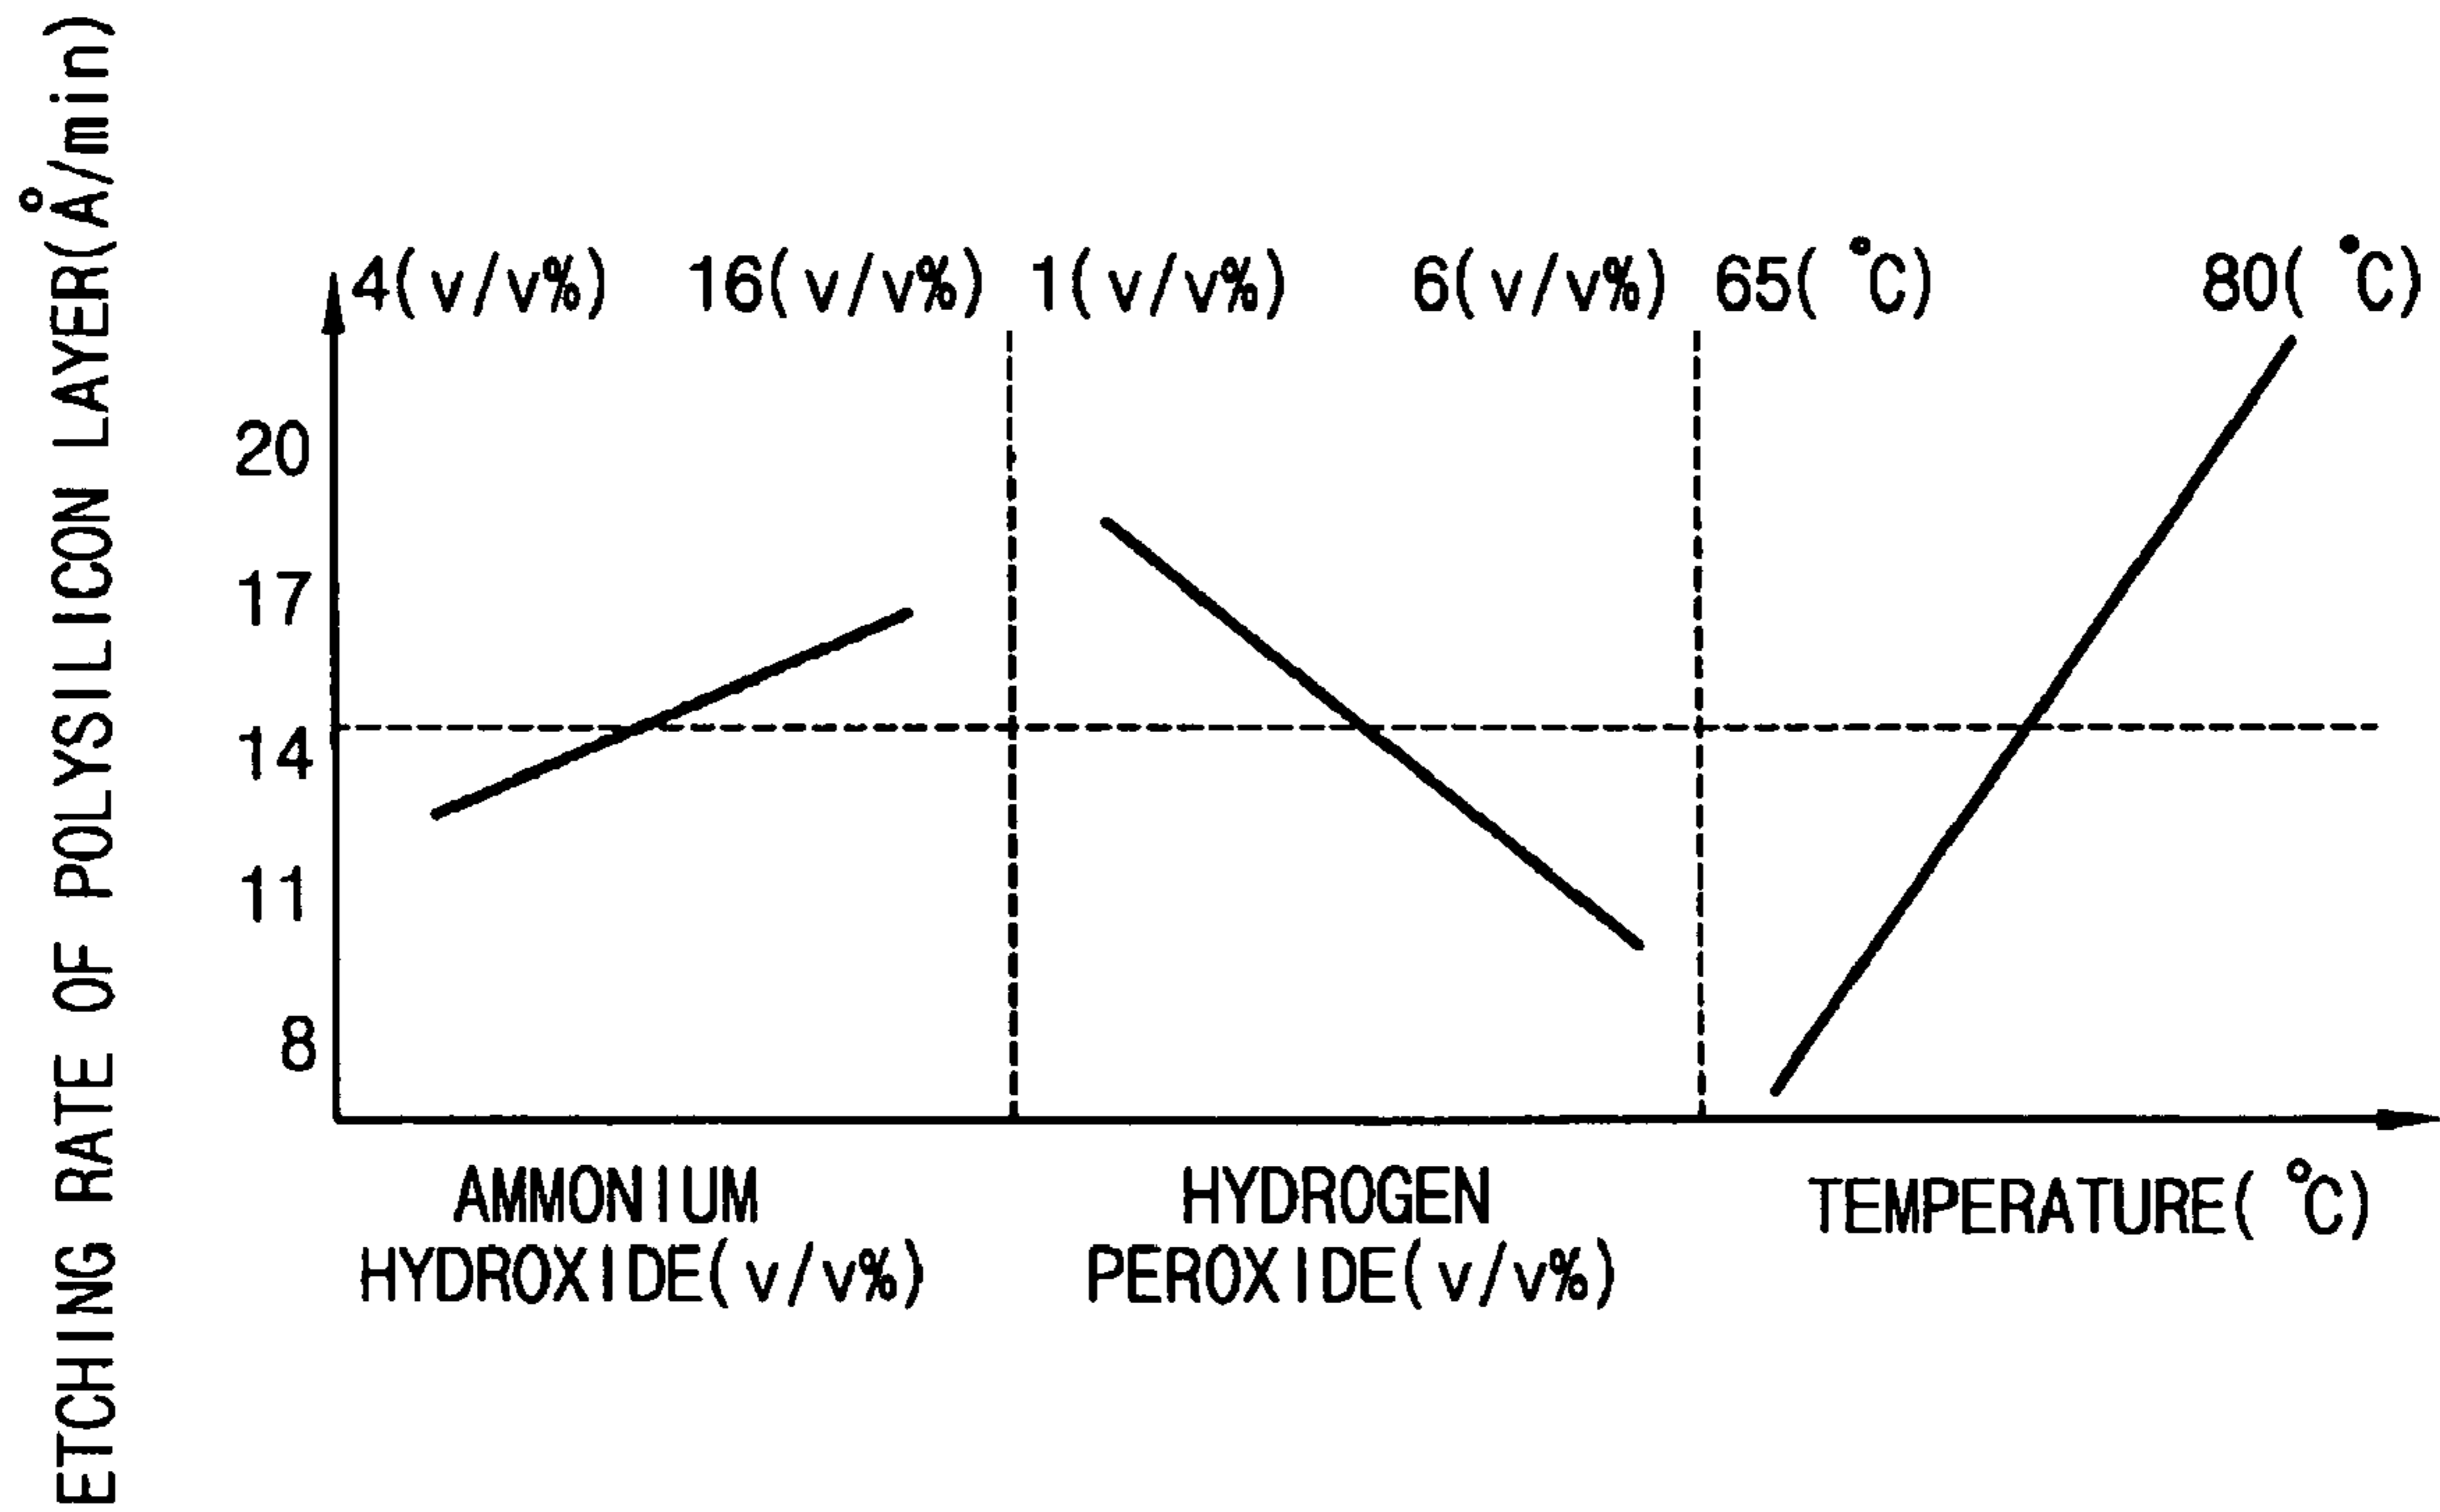 ETCHING RATE OF POLYSILICON LAYER(Å/min)
4(v/v%) 16(v/v%) 1(v/v%) 6(v/v%) 65(°C) 80(°C)
20
17
14
11
8
AMMONIUM
HYDROXIDE(v/v%)
HYDROGEN
PEROXIDE(v/v%)
TEMPERATURE(°C)